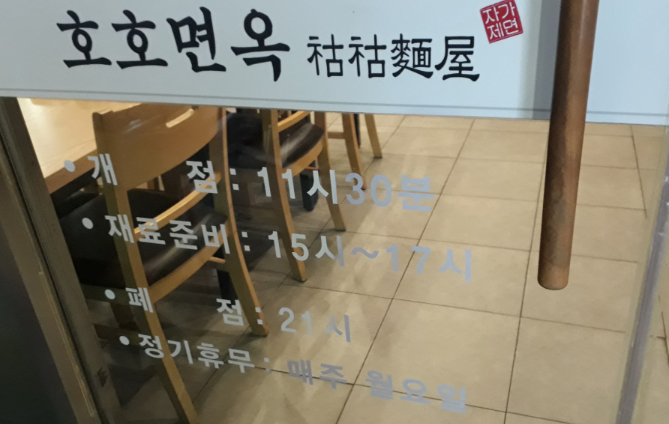 호호면옥 祜祜麵屋 자가제면
• 개 점 : 11시30분
• 재료준비 : 15시~17시
• 폐 점 : 21시
• 정기휴무 : 매주 월요일